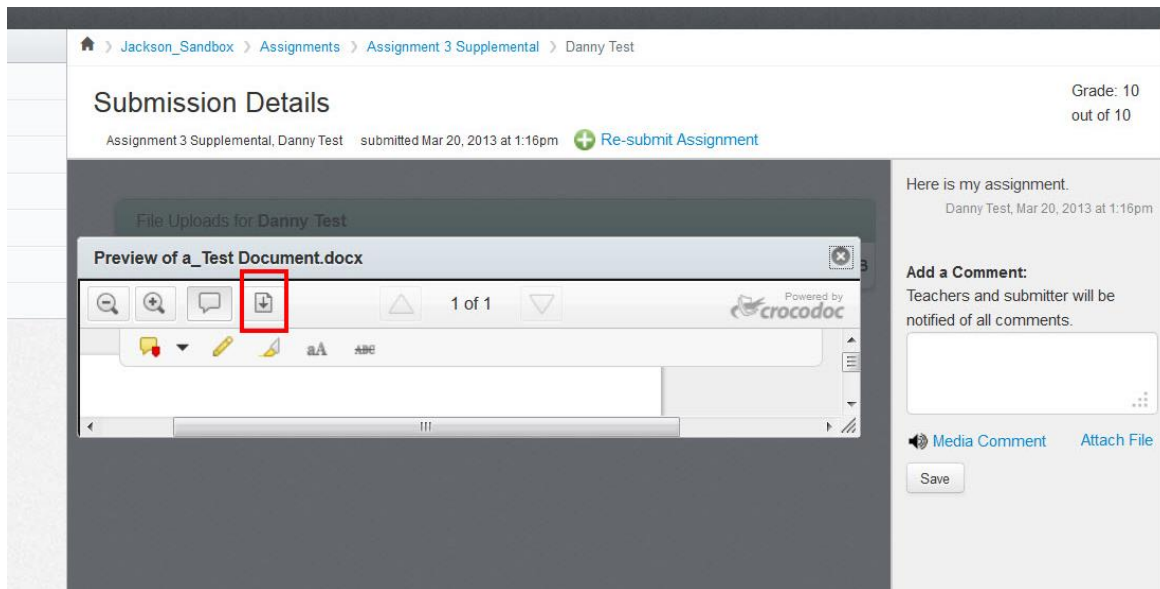 Jackson_Sandbox > Assignments > Assignment 3 Supplemental > Danny Test
Submission Details
Grade: 10
out of 10
Assignment 3 Supplemental, Danny Test submitted Mar 20, 2013 at 1:16pm Re-submit Assignment
Here is my assignment.
Danny Test, Mar 20, 2013 at 1:16pm
File Uploads for Danny Test
Preview of a_Test Document.docx
B
1 of 1
Powered by
crocodoc
aA ABC
Add a Comment:
Teachers and submitter will be
notified of all comments.
Media Comment Attach File
Save